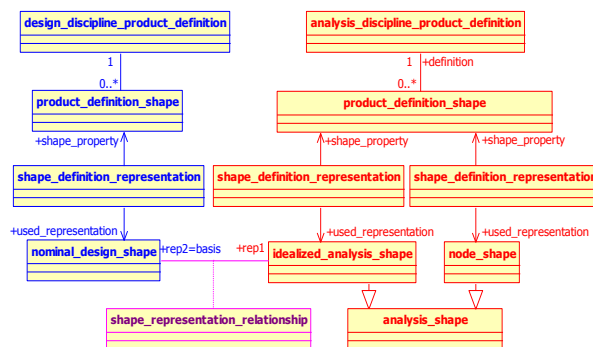 design_discipline_product_definition
analysis_discipline_product_definition
1
1
+definition
0..*
0..*
product_definition_shape
product_definition_shape
+shape_property
+shape_property
+shape_property
shape_definition_representation
shape_definition_representation
shape_definition_representation
+used_representation
+used_representation
+used_representation
nominal_design_shape
+rep2=basis
+rep1
idealized_analysis_shape
node_shape
shape_representation_relationship
analysis_shape